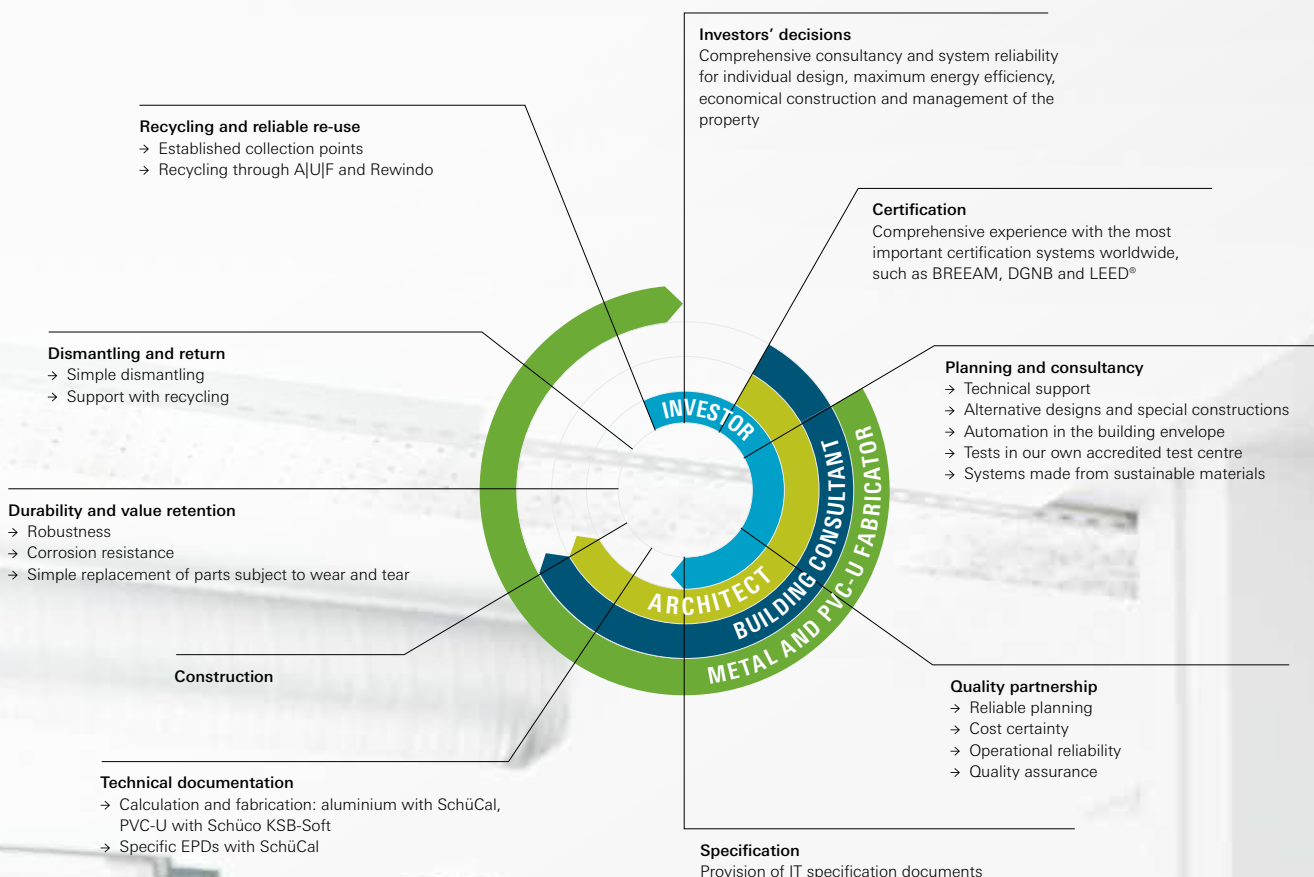 Investors’ decisions
Comprehensive consultancy and system reliability
for individual design, maximum energy efficiency,
economical construction and management of the
property
Recycling and reliable re-use
→ Established collection points
→ Recycling through A|U|F and Rewindo
Certification
Comprehensive experience with the most
important certification systems worldwide,
such as BREEAM, DGNB and LEED®
Dismantling and return
→ Simple dismantling
→ Support with recycling
Planning and consultancy
→ Technical support
→ Alternative designs and special constructions
→ Automation in the building envelope
→ Tests in our own accredited test centre
→ Systems made from sustainable materials
INVESTOR
ARCHITECT
BUILDING CONSULTANT
METAL AND PVC-U FABRICATOR
Durability and value retention
→ Robustness
→ Corrosion resistance
→ Simple replacement of parts subject to wear and tear
Construction
Quality partnership
→ Reliable planning
→ Cost certainty
→ Operational reliability
→ Quality assurance
Technical documentation
→ Calculation and fabrication: aluminium with SchüCal,
PVC-U with Schüco KSB-Soft
→ Specific EPDs with SchüCal
Specification
Provision of IT specification documents